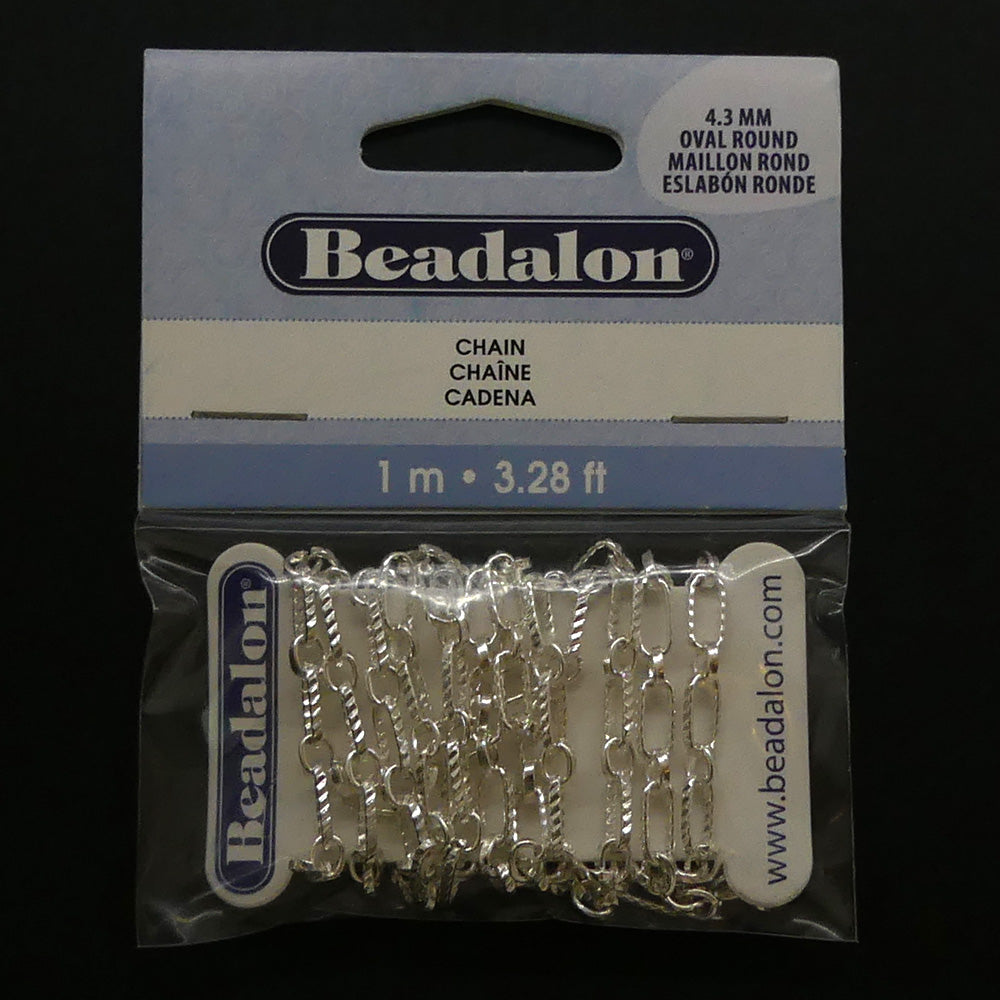 4.3 MM
OVAL ROUND
MAILLON ROND
ESLABÓN RONDE
Beadalon®
CHAIN
CHAÎNE
CADENA
1 m • 3.28 ft
Beadalon®
www.beadalon.com